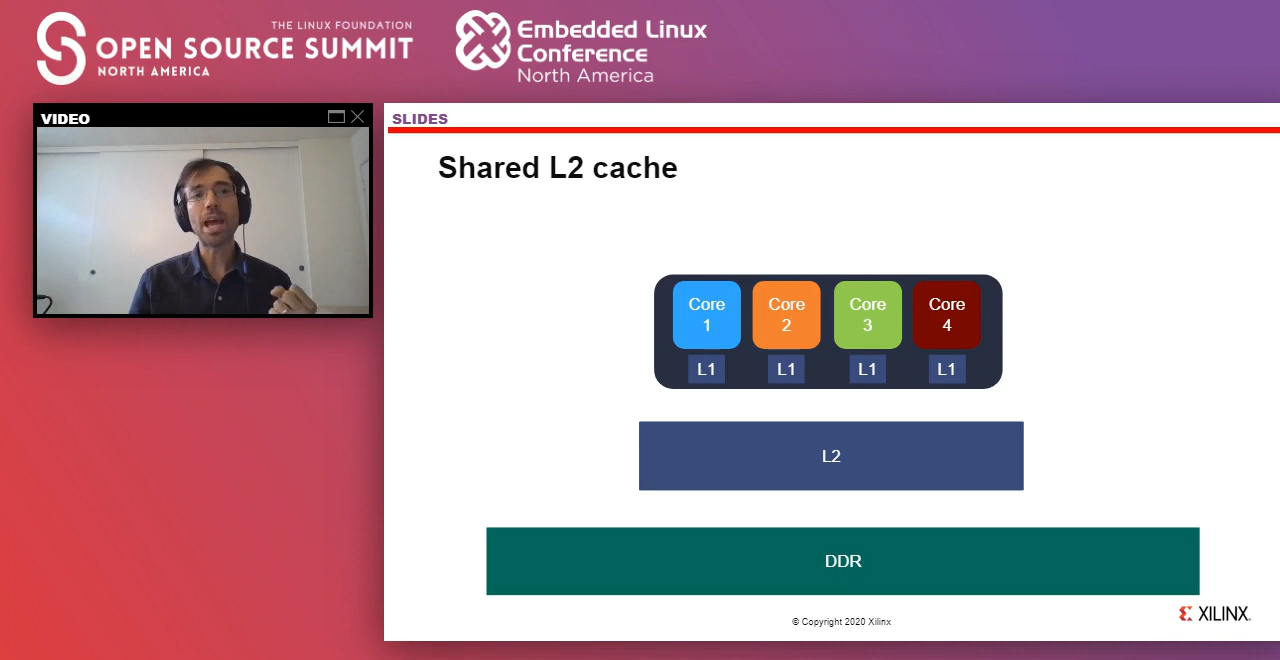 THE LINUX FOUNDATION
OPEN SOURCE SUMMIT
NORTH AMERICA
Embedded Linux
Conference
North America
VIDEO
SLIDES
Shared L2 cache
Core
1
Core
2
Core
3
Core
4
L1
L1
L1
L1
L2
DDR
© Copyright 2020 Xilinx
XILINX.